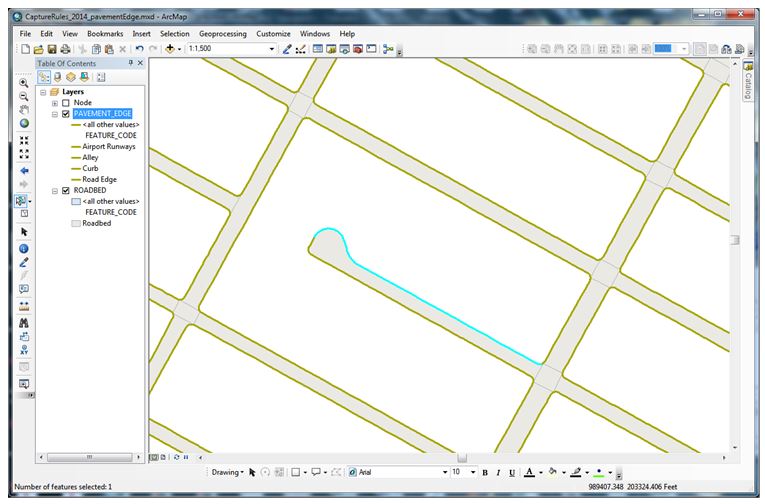 CaptureRules_2014_pavementEdge.mxd - ArcMap
File Edit View Bookmarks Insert Selection Geoprocessing Customize Windows Help
1:1,500
Table Of Contents
Layers
Node
PAVEMENT_EDGE
<all other values>
FEATURE_CODE
Airport Runways
Alley
Curb
Road Edge
ROADBED
<all other values>
FEATURE_CODE
Roadbed
XY
Catalog
Drawing Arial 10 B I U A
Number of features selected: 1
989407.348 203324.406 Feet